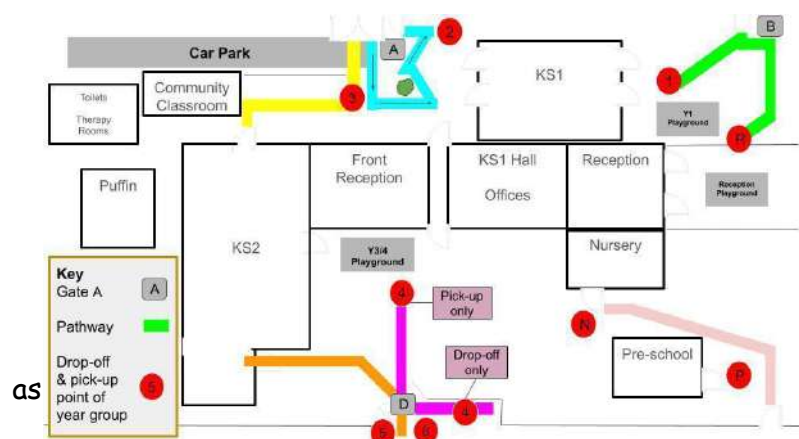 Car Park
A
2
B
KS1
Toilets
Therapy
Rooms
Community
Classroom
3
1
Y1
Playground
R
Puffin
Front
Reception
KS1 Hall
Offices
Reception
Reception
Playground
KS2
Y3/4
Playground
Nursery
Key
Gate A
A
Pathway
Drop-off
& pick-up
point of
year group
5
as
4
Pick-up
only
Drop-off
only
D
4
5
6
N
Pre-school
P